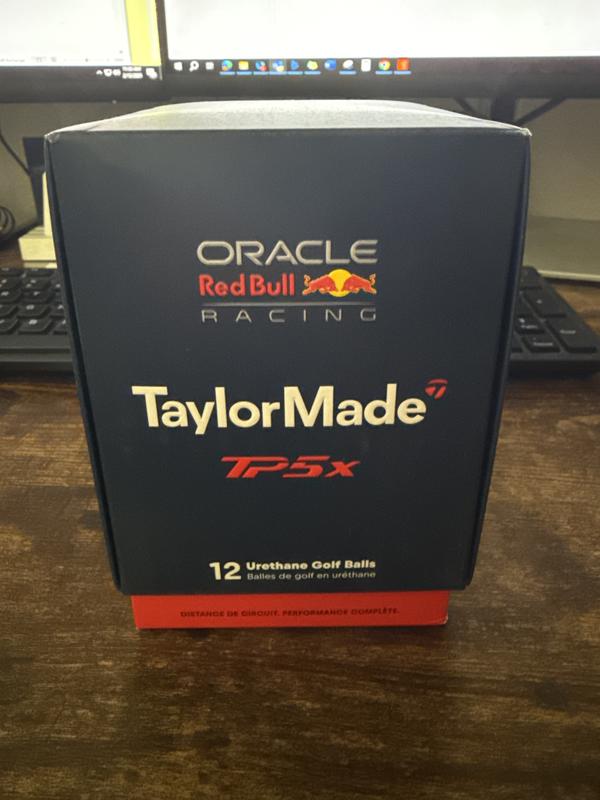 ORACLE
Red Bull
RACING
TaylorMade
TP5x
12 Urethane Golf Balls
Balles de golf en uréthane
DISTANCE DE CIRCUIT. PERFORMANCE COMPLÈTE.